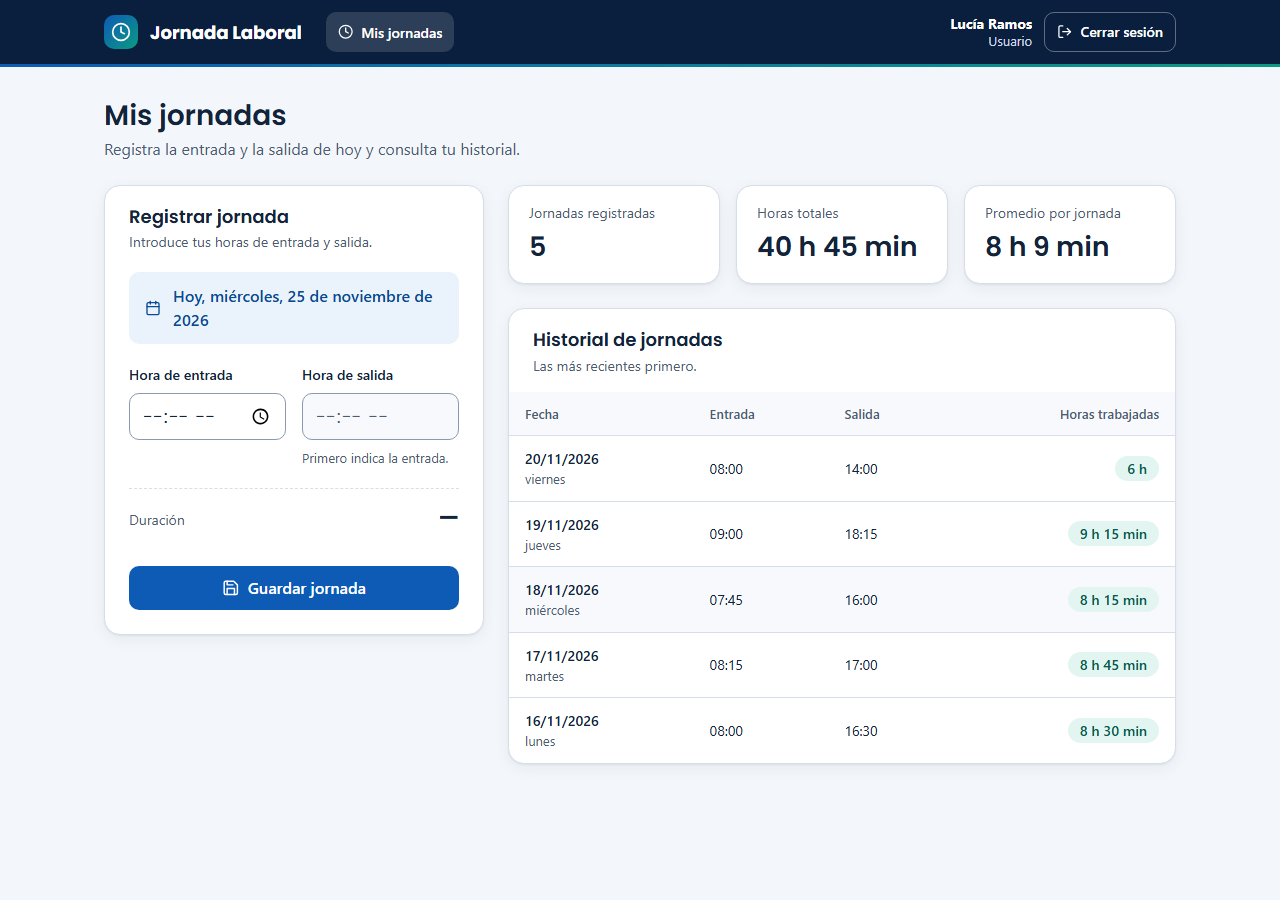 Jornada Laboral
Mis jornadas
Lucía Ramos
Usuario
Cerrar sesión
Mis jornadas
Registra la entrada y la salida de hoy y consulta tu historial.
Registrar jornada
Introduce tus horas de entrada y salida.
Hoy, miércoles, 25 de noviembre de
2026
Hora de entrada
Hora de salida
--:-- --
--:-- --
Primero indica la entrada.
Duración
—
Guardar jornada
Jornadas registradas
5
Horas totales
40 h 45 min
Promedio por jornada
8 h 9 min
Historial de jornadas
Las más recientes primero.
Fecha Entrada Salida Horas trabajadas
20/11/2026
viernes
08:00 14:00 6 h
19/11/2026
jueves
09:00 18:15 9 h 15 min
18/11/2026
miércoles
07:45 16:00 8 h 15 min
17/11/2026
martes
08:15 17:00 8 h 45 min
16/11/2026
lunes
08:00 16:30 8 h 30 min